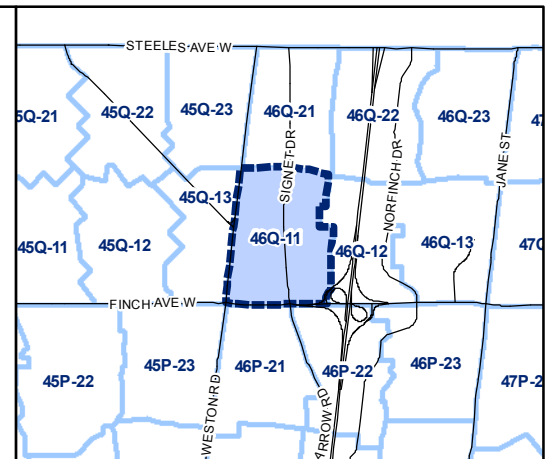 STEELES AVE W
5Q-21
45Q-22
45Q-23
46Q-21
46Q-22
46Q-23
47
SIGNET DR
NORFINCH DR
JANE ST
45Q-13
45Q-11
45Q-12
46Q-11
46Q-12
46Q-13
47Q
FINCH AVE W
45P-22
45P-23
46P-21
46P-22
46P-23
47P-2
WESTON RD
ARROW RD